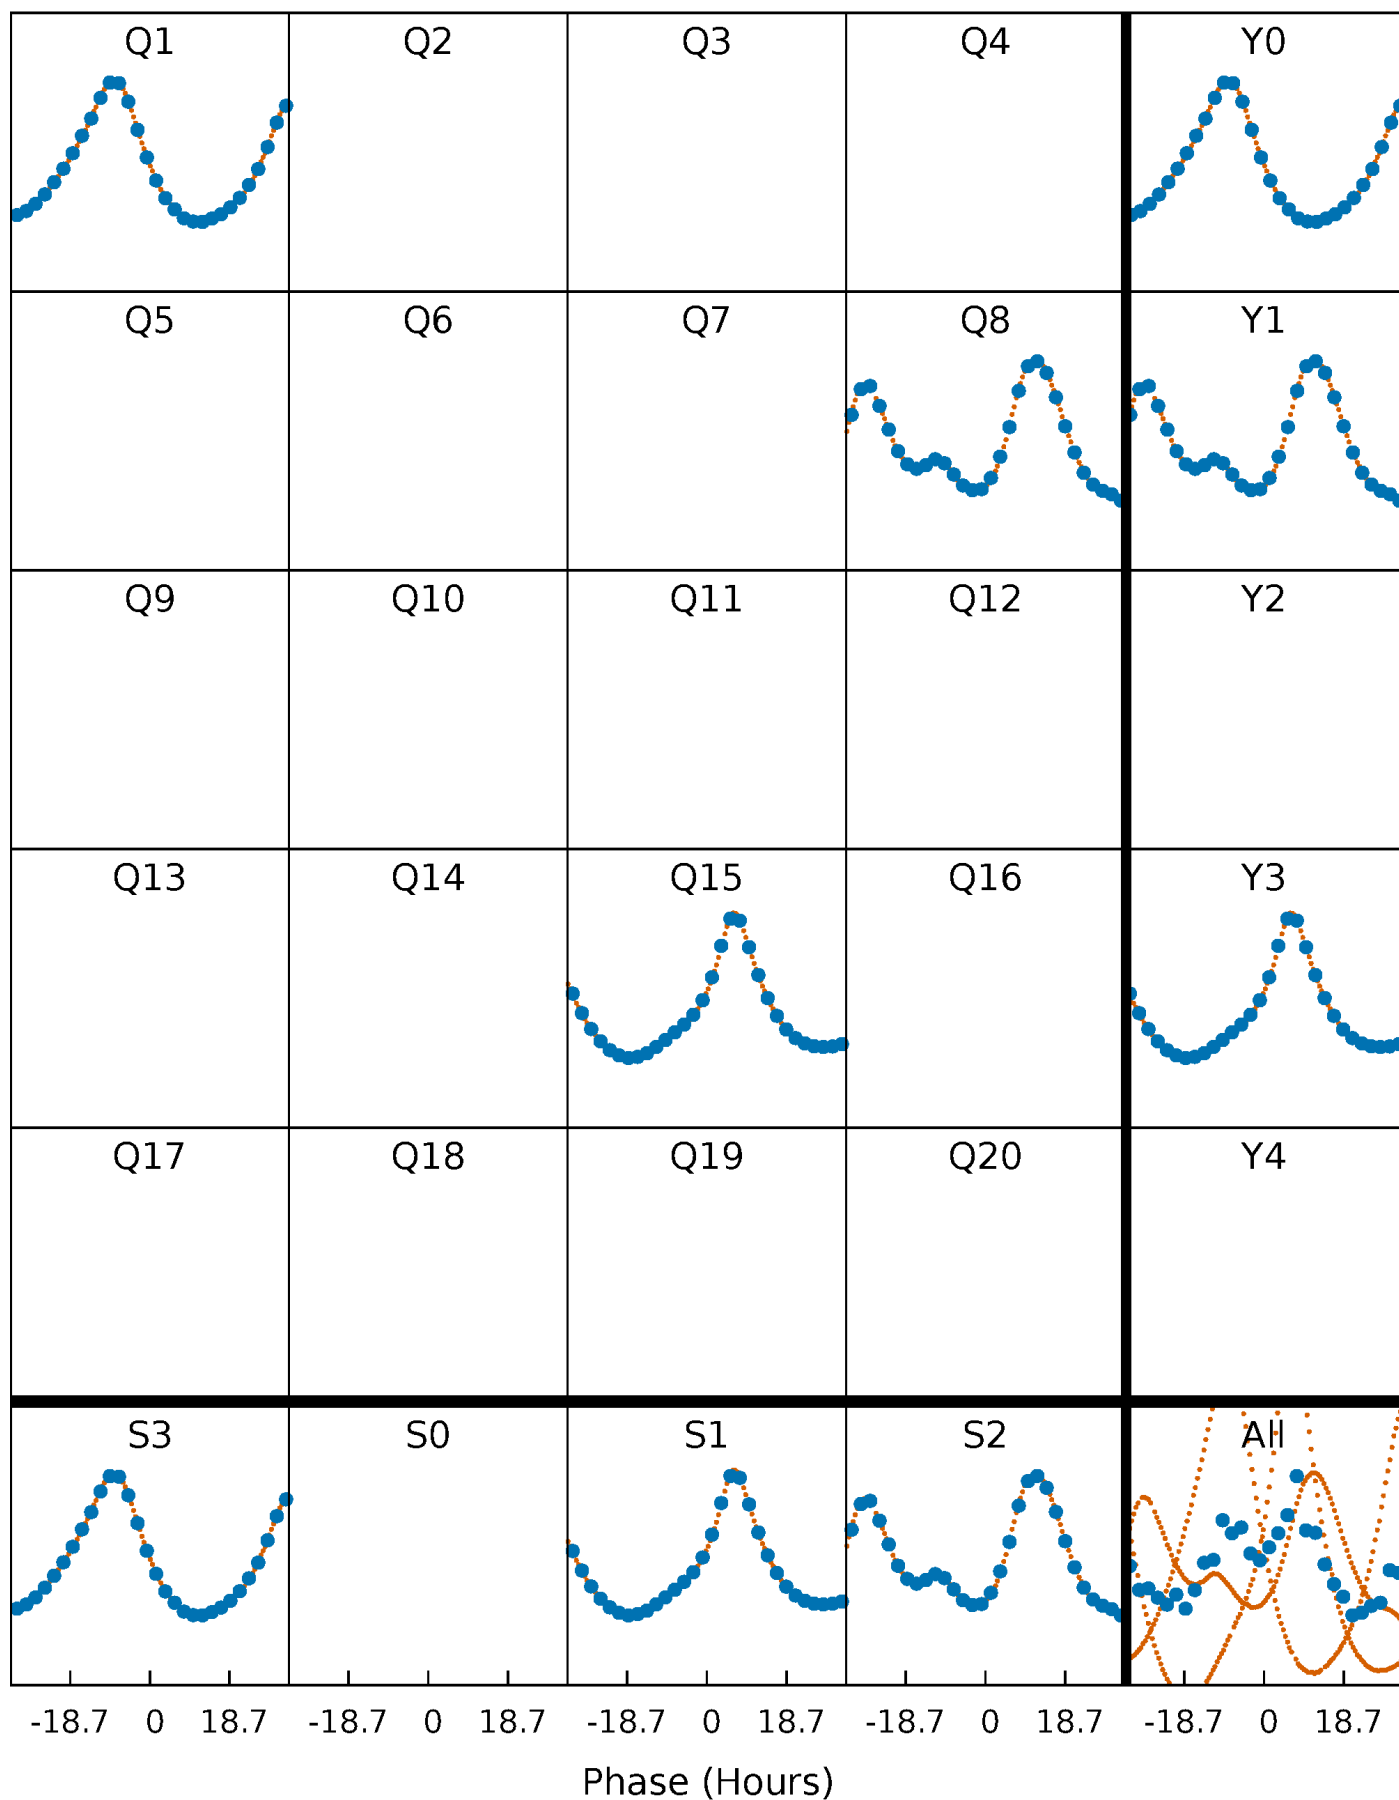 Q1 Q2 Q3 Q4 Y0
Q5 Q6 Q7 Q8 Y1
Q9 Q10 Q11 Q12 Y2
Q13 Q14 Q15 Q16 Y3
Q17 Q18 Q19 Q20 Y4
S3 S0 S1 S2 All
-18.7 0 18.7 -18.7 0 18.7 -18.7 0 18.7 -18.7 0 18.7 -18.7 0 18.7
Phase (Hours)